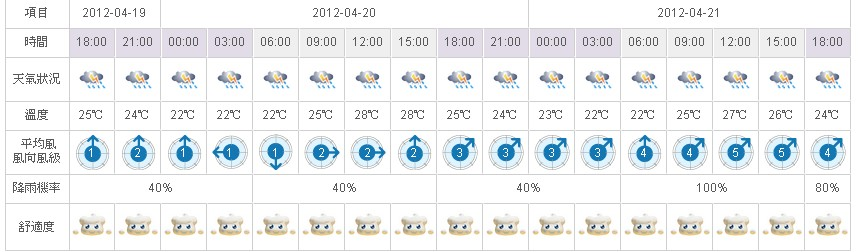 項目 2012-04-19 2012-04-20 2012-04-21
時間 18:00 21:00 00:00 03:00 06:00 09:00 12:00 15:00 18:00 21:00 00:00 03:00 06:00 09:00 12:00 15:00 18:00
天氣狀況
溫度 25℃ 24℃ 22℃ 22℃ 22℃ 25℃ 28℃ 28℃ 25℃ 24℃ 23℃ 22℃ 22℃ 25℃ 27℃ 26℃ 24℃
平均風
風向風級 1 2 1 1 1 2 2 2 3 3 3 3 4 4 5 5 4
降雨機率 40% 40% 40% 100% 80%
舒適度